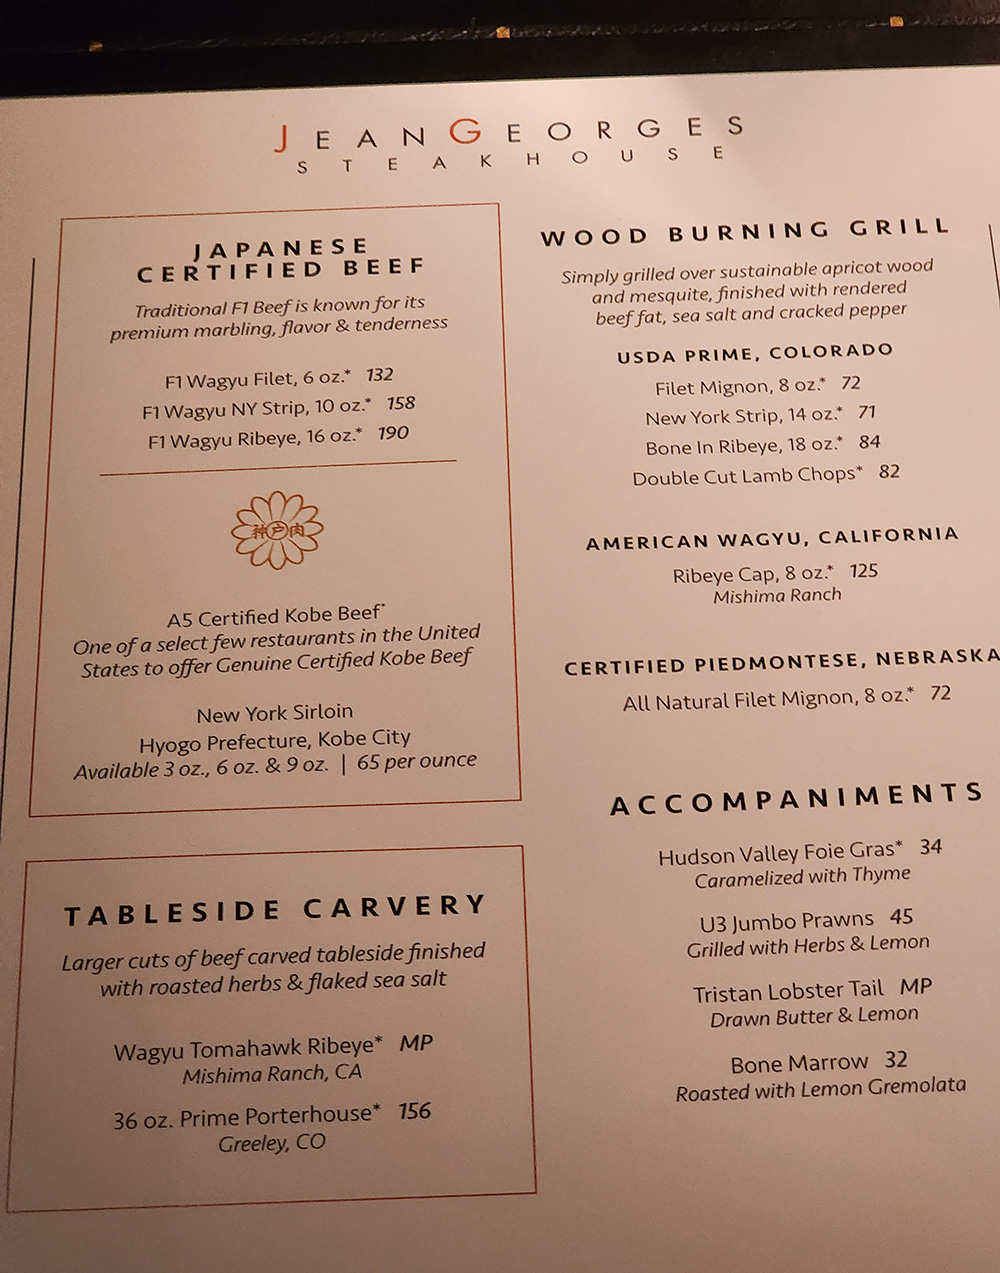 JEANGEORGES
STEAKHOUSE
JAPANESE
CERTIFIED BEEF
Traditional F1 Beef is known for its
premium marbling, flavor & tenderness
F1 Wagyu Filet, 6 oz.* 132
F1 Wagyu NY Strip, 10 oz.* 158
F1 Wagyu Ribeye, 16 oz.* 190
神戸肉
A5 Certified Kobe Beef*
One of a select few restaurants in the United
States to offer Genuine Certified Kobe Beef
New York Sirloin
Hyogo Prefecture, Kobe City
Available 3 oz., 6 oz. & 9 oz. | 65 per ounce
TABLESIDE CARVERY
Larger cuts of beef carved tableside finished
with roasted herbs & flaked sea salt
Wagyu Tomahawk Ribeye* MP
Mishima Ranch, CA
36 oz. Prime Porterhouse* 156
Greeley, CO
WOOD BURNING GRILL
Simply grilled over sustainable apricot wood
and mesquite, finished with rendered
beef fat, sea salt and cracked pepper
USDA PRIME, COLORADO
Filet Mignon, 8 oz.* 72
New York Strip, 14 oz.* 71
Bone In Ribeye, 18 oz.* 84
Double Cut Lamb Chops* 82
AMERICAN WAGYU, CALIFORNIA
Ribeye Cap, 8 oz.* 125
Mishima Ranch
CERTIFIED PIEDMONTESE, NEBRASKA
All Natural Filet Mignon, 8 oz.* 72
ACCOMPANIMENTS
Hudson Valley Foie Gras* 34
Caramelized with Thyme
U3 Jumbo Prawns 45
Grilled with Herbs & Lemon
Tristan Lobster Tail MP
Drawn Butter & Lemon
Bone Marrow 32
Roasted with Lemon Gremolata